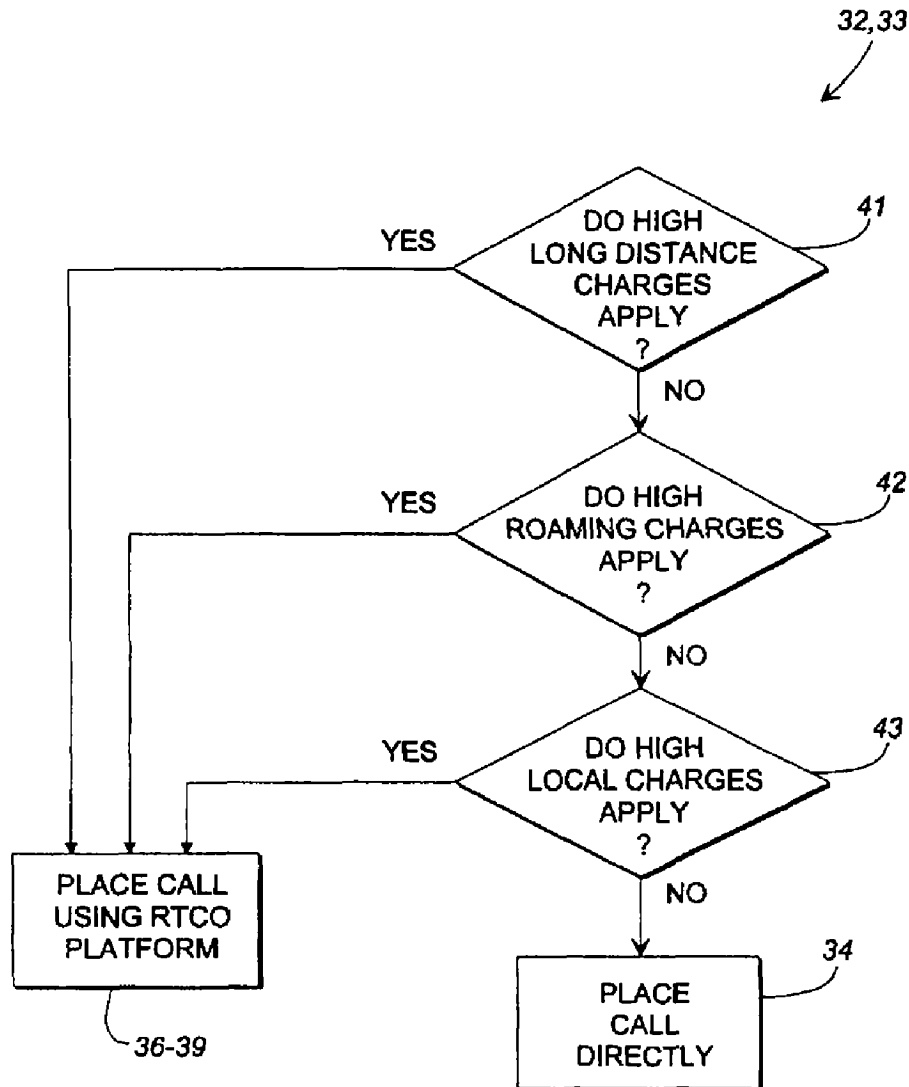 32,33
DO HIGH
LONG DISTANCE
CHARGES
APPLY
?
41
YES
NO
DO HIGH
ROAMING CHARGES
APPLY
?
42
YES
NO
DO HIGH
LOCAL CHARGES
APPLY
?
43
YES
NO
PLACE CALL
USING RTCO
PLATFORM
36-39
PLACE
CALL
DIRECTLY
34